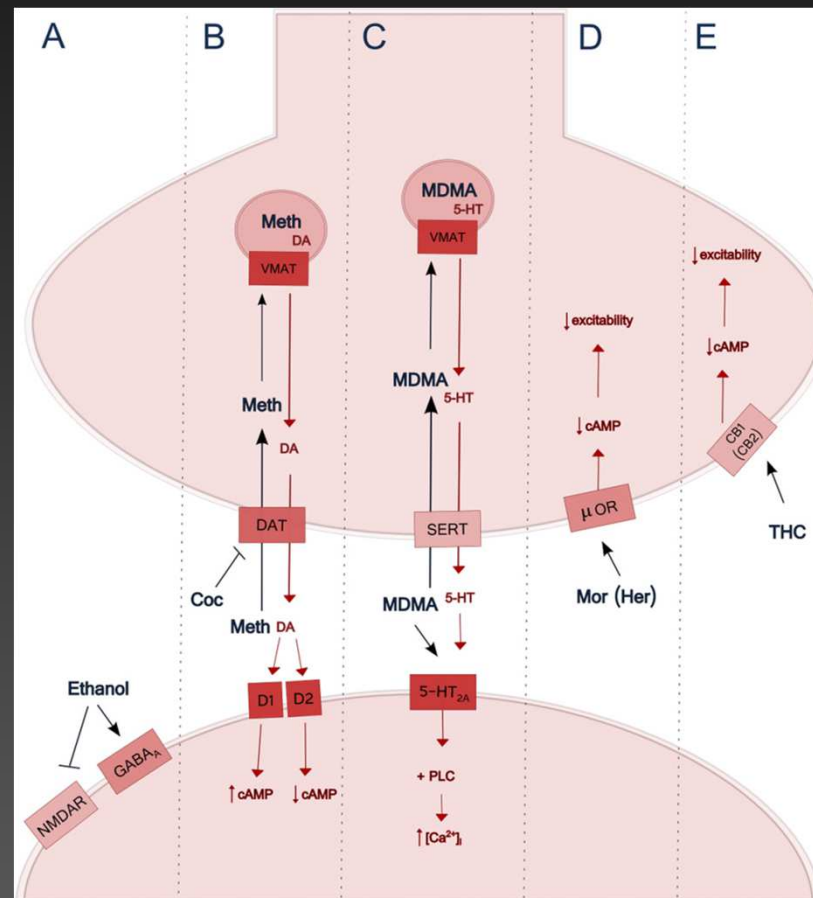 A
B
C
D
E
Meth
DA
VMAT
Meth
DA
DAT
Coc
Meth DA
D1 D2
↑ cAMP ↓ cAMP
MDMA
5-HT
VMAT
MDMA
5-HT
SERT
MDMA 5-HT
5-HT2A
+ PLC
↑ [Ca2+]i
↓ excitability
↓ cAMP
μ OR
Mor (Her)
↓ excitability
↓ cAMP
CB1
(CB2)
THC
Ethanol
GABAA
NMDAR